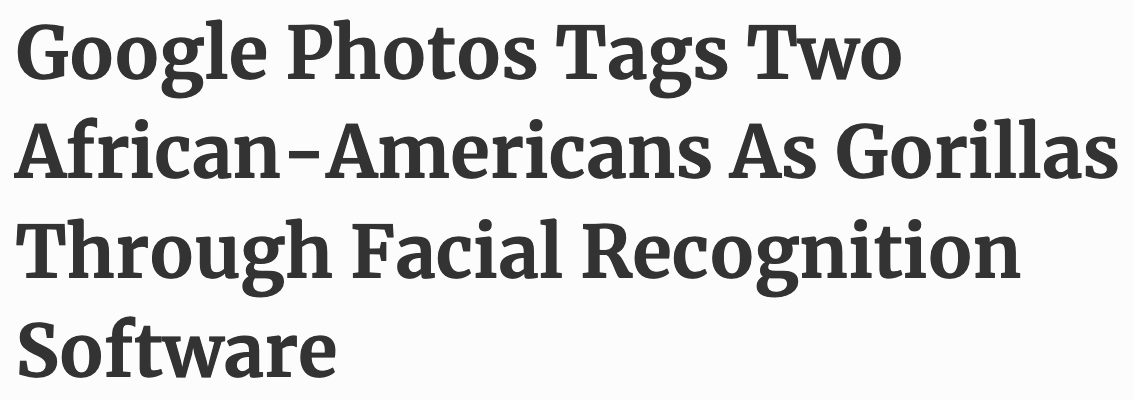 Google Photos Tags Two
African-Americans As Gorillas
Through Facial Recognition
Software